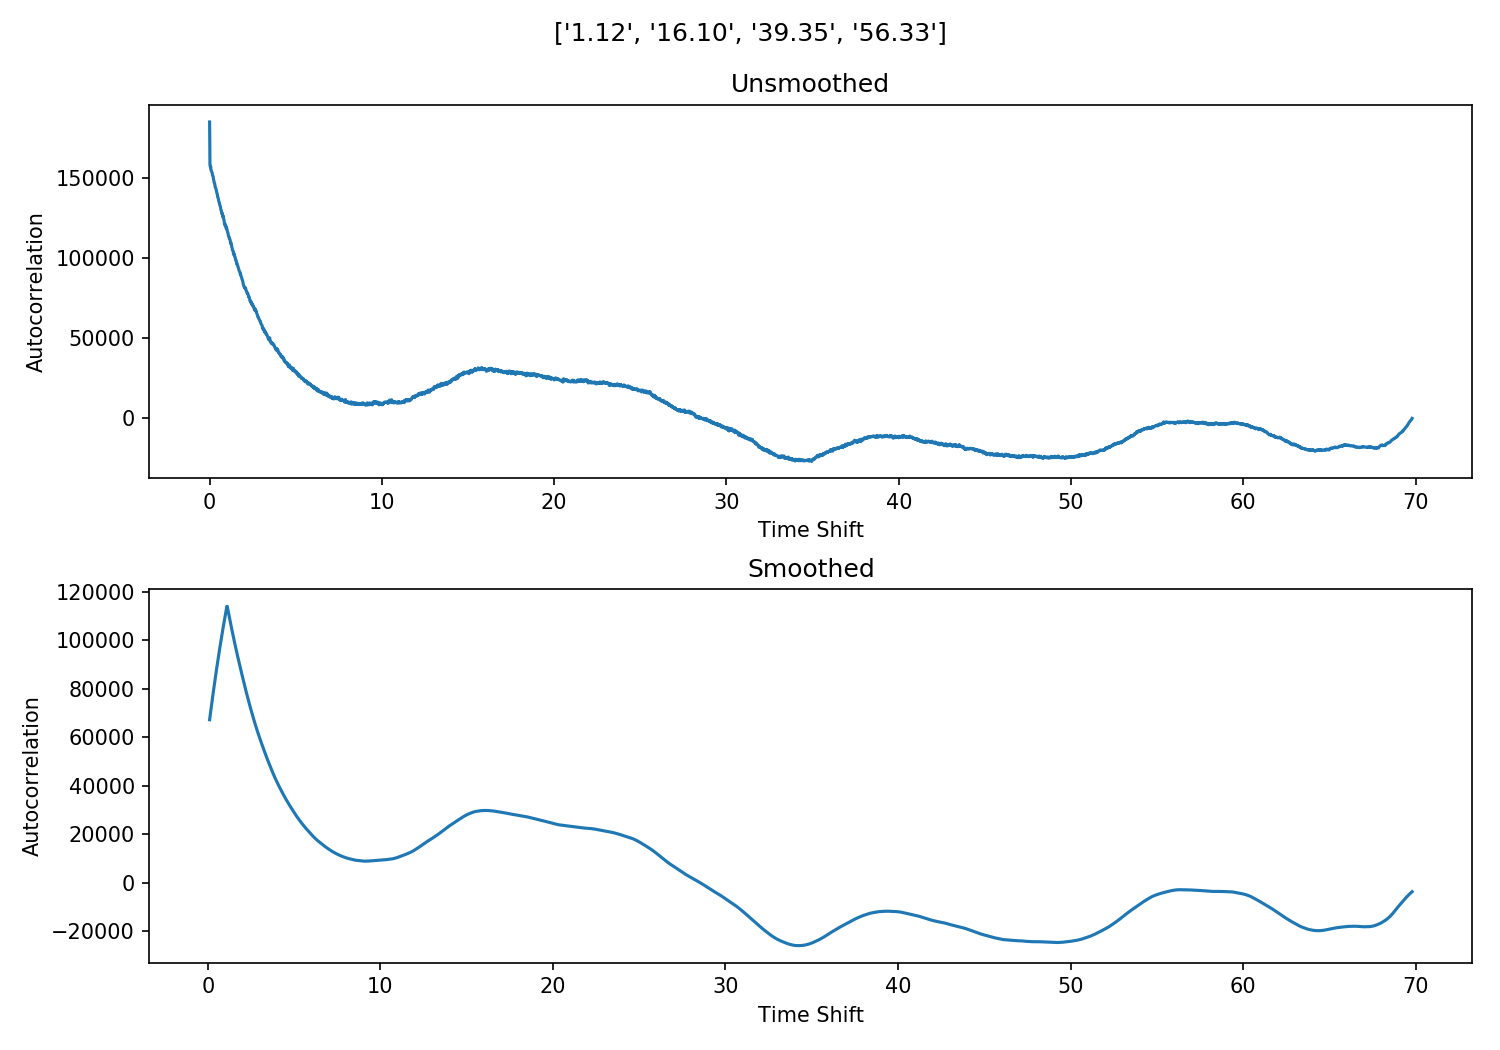 ['1.12', '16.10', '39.35', '56.33']
Unsmoothed
Autocorrelation
150000
100000
50000
0
0 10 20 30 40 50 60 70
Time Shift
Smoothed
Autocorrelation
120000
100000
80000
60000
40000
20000
0
−20000
0 10 20 30 40 50 60 70
Time Shift